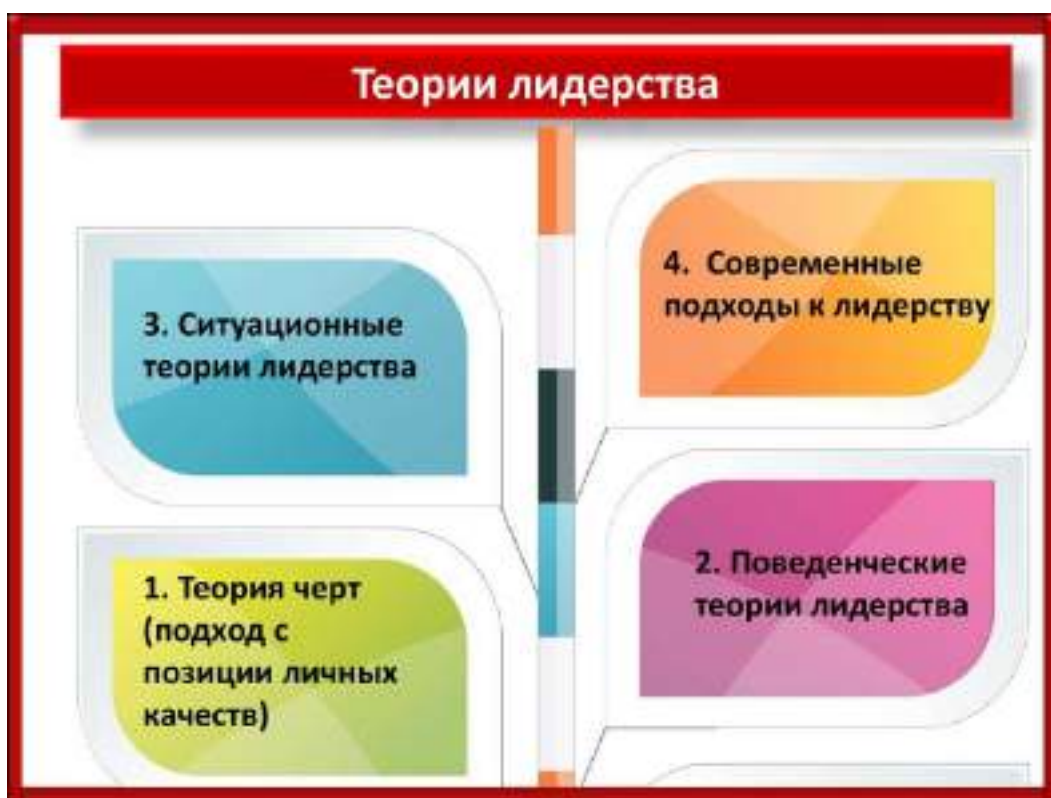 Теории лидерства
3. Ситуационные
теории лидерства
4. Современные
подходы к лидерству
1. Теория черт
(подход с
позиции личных
качеств)
2. Поведенческие
теории лидерства